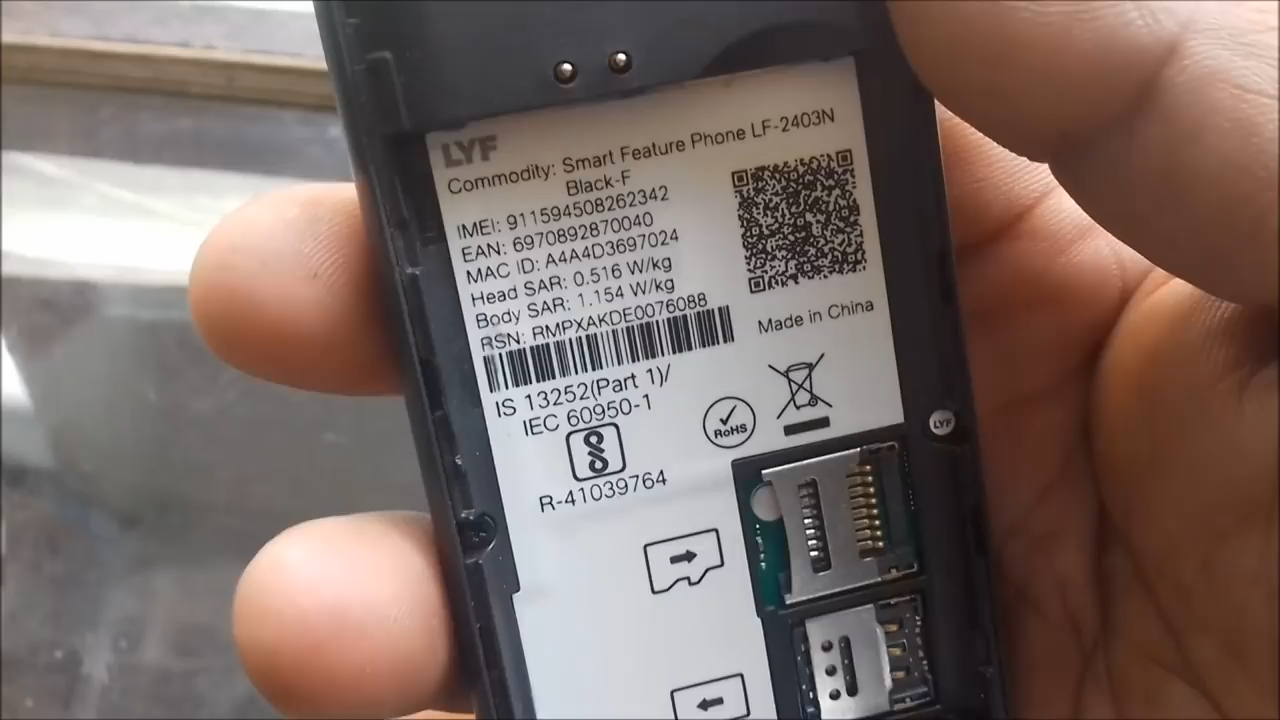 LYF
Commodity: Smart Feature Phone LF-2403N
Black-F
IMEI: 911594508262342
EAN: 6970892870040
MAC ID: A4A4D3697024
Head SAR: 0.516 W/kg
Body SAR: 1.154 W/kg
RSN: RMPXAKDE0076088
Made in China
IS 13252(Part 1)/
IEC 60950-1
RoHS
R-41039764
LYF